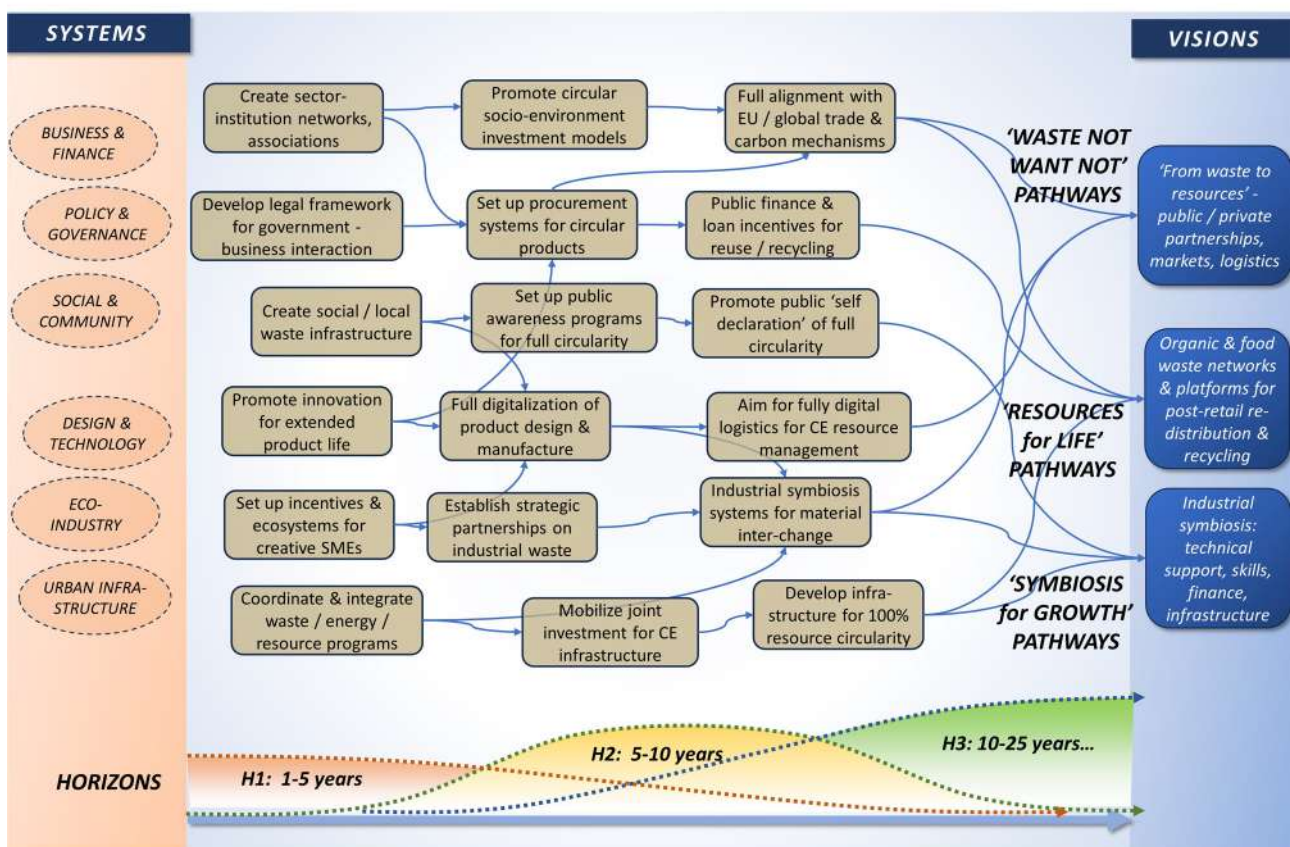 SYSTEMS
VISIONS
BUSINESS &
FINANCE
Create sector-
institution networks,
associations
Promote circular
socio-environment
investment models
Full alignment with
EU / global trade &
carbon mechanisms
‘WASTE NOT
WANT NOT’
PATHWAYS
‘From waste to
resources’ -
public / private
partnerships,
markets, logistics
POLICY &
GOVERNANCE
Develop legal framework
for government -
business interaction
Set up procurement
systems for circular
products
Public finance &
loan incentives for
reuse / recycling
SOCIAL &
COMMUNITY
Create social / local
waste infrastructure
Set up public
awareness programs
for full circularity
Promote public ‘self
declaration’ of full
circularity
Organic & food
waste networks
& platforms for
post-retail re-
distribution &
recycling
DESIGN &
TECHNOLOGY
Promote innovation
for extended
product life
Full digitalization of
product design &
manufacture
Aim for fully digital
logistics for CE resource
management
‘RESOURCES
for LIFE’
PATHWAYS
ECO-
INDUSTRY
Set up incentives &
ecosystems for
creative SMEs
Establish strategic
partnerships on
industrial waste
Industrial symbiosis
systems for material
inter-change
Industrial
symbiosis:
technical
support, skills,
finance,
infrastructure
URBAN INFRA-
STRUCTURE
Coordinate & integrate
waste / energy /
resource programs
Mobilize joint
investment for CE
infrastructure
Develop infra-
structure for 100%
resource circularity
‘SYMBIOSIS
for GROWTH’
PATHWAYS
HORIZONS
H1: 1-5 years
H2: 5-10 years
H3: 10-25 years...